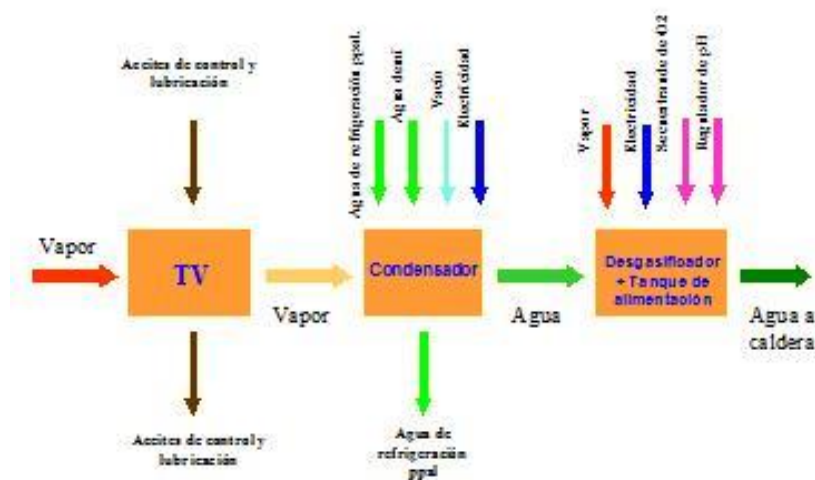 Aceites de control y
lubricación
Agua de refrigeración ppal.
Agua demi
Vacío
Electricidad
Vapor
Electricidad
Secuestrante de O2
Regulador de pH
Vapor
TV
Vapor
Condensador
Agua
Desgasificador
+ Tanque de
alimentación
Agua a
caldera
Aceites de control y
lubricación
Agua de
refrigeración
ppal